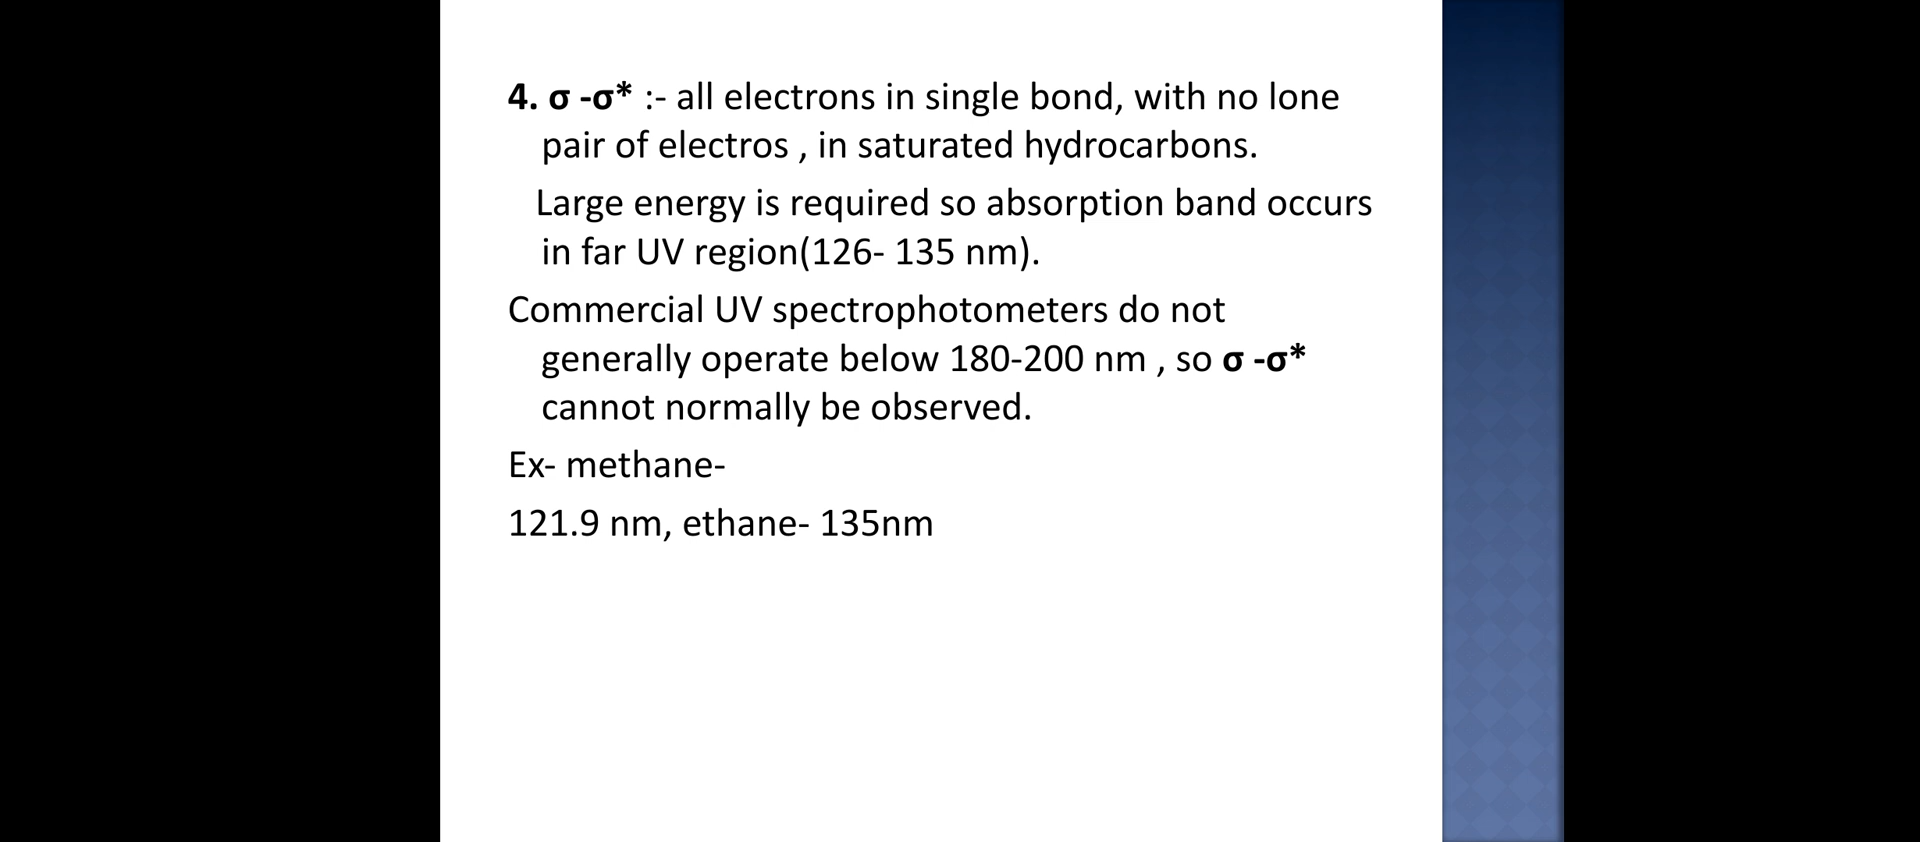 4. σ -σ* :- all electrons in single bond, with no lone
pair of electros , in saturated hydrocarbons.
Large energy is required so absorption band occurs
in far UV region(126- 135 nm).
Commercial UV spectrophotometers do not
generally operate below 180-200 nm , so σ -σ*
cannot normally be observed.
Ex- methane-
121.9 nm, ethane- 135nm